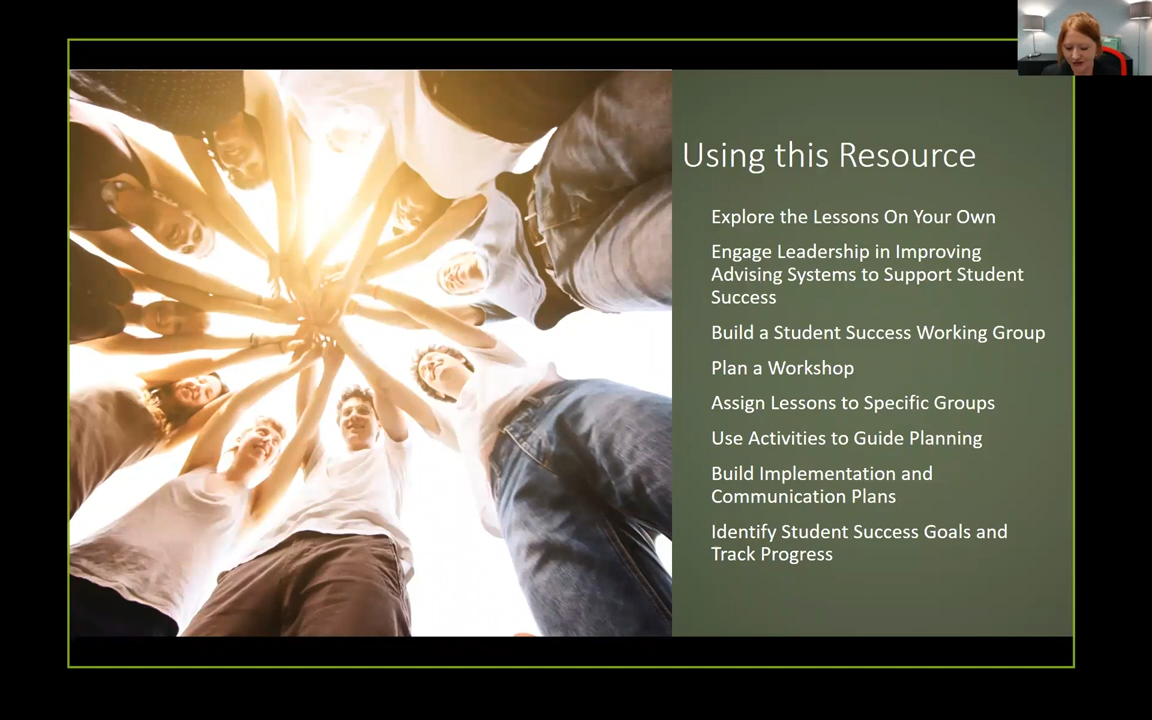 Using this Resource
Explore the Lessons On Your Own
Engage Leadership in Improving
Advising Systems to Support Student
Success
Build a Student Success Working Group
Plan a Workshop
Assign Lessons to Specific Groups
Use Activities to Guide Planning
Build Implementation and
Communication Plans
Identify Student Success Goals and
Track Progress